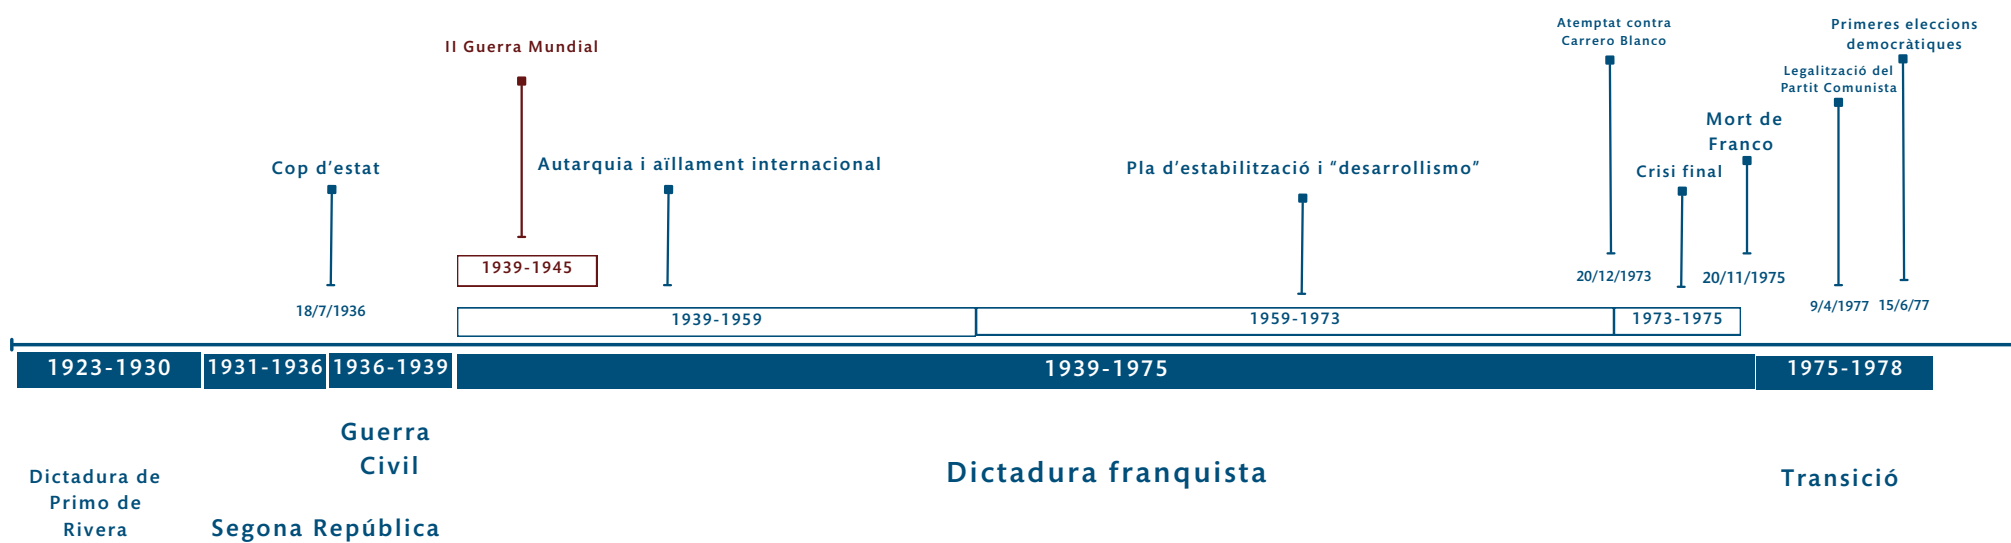 Atemptat contra
Carrero Blanco
Primeres eleccions
democràtiques
II Guerra Mundial
Legalització del
Partit Comunista
Mort de
Franco
Cop d’estat
Autarquia i aïllament internacional
Pla d’estabilització i “desarrollismo”
Crisi final
1939-1945
20/12/1973
20/11/1975
18/7/1936
9/4/1977
15/6/77
1939-1959
1959-1973
1973-1975
1923-1930
1931-1936
1936-1939
1939-1975
1975-1978
Guerra
Civil
Dictadura de
Primo de
Rivera
Segona República
Dictadura franquista
Transició